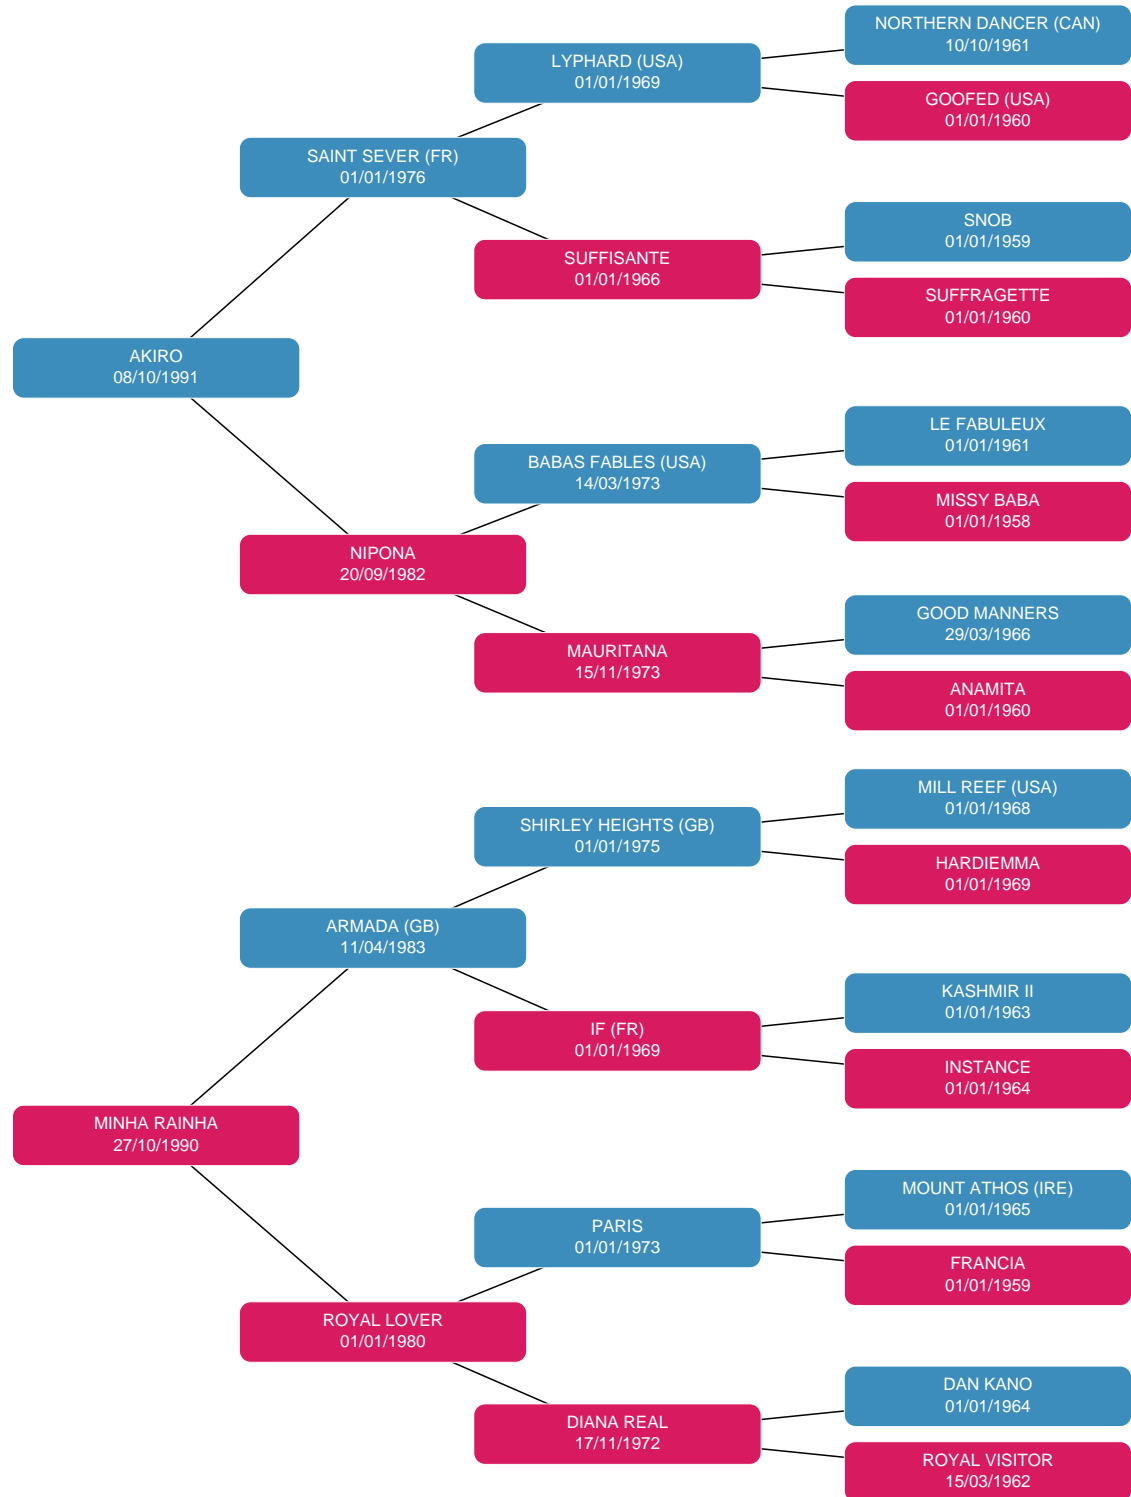 NORTHERN DANCER (CAN)
10/10/1961
LYPHARD (USA)
01/01/1969
GOOFED (USA)
01/01/1960
SAINT SEVER (FR)
01/01/1976
SNOB
01/01/1959
SUFFISANTE
01/01/1966
SUFFRAGETTE
01/01/1960
AKIRO
08/10/1991
LE FABULEUX
01/01/1961
BABAS FABLES (USA)
14/03/1973
MISSY BABA
01/01/1958
NIPONA
20/09/1982
GOOD MANNERS
29/03/1966
MAURITANA
15/11/1973
ANAMITA
01/01/1960
MILL REEF (USA)
01/01/1968
SHIRLEY HEIGHTS (GB)
01/01/1975
HARDIEMMA
01/01/1969
ARMADA (GB)
11/04/1983
KASHMIR II
01/01/1963
IF (FR)
01/01/1969
INSTANCE
01/01/1964
MINHA RAINHA
27/10/1990
MOUNT ATHOS (IRE)
01/01/1965
PARIS
01/01/1973
FRANCIA
01/01/1959
ROYAL LOVER
01/01/1980
DAN KANO
01/01/1964
DIANA REAL
17/11/1972
ROYAL VISITOR
15/03/1962